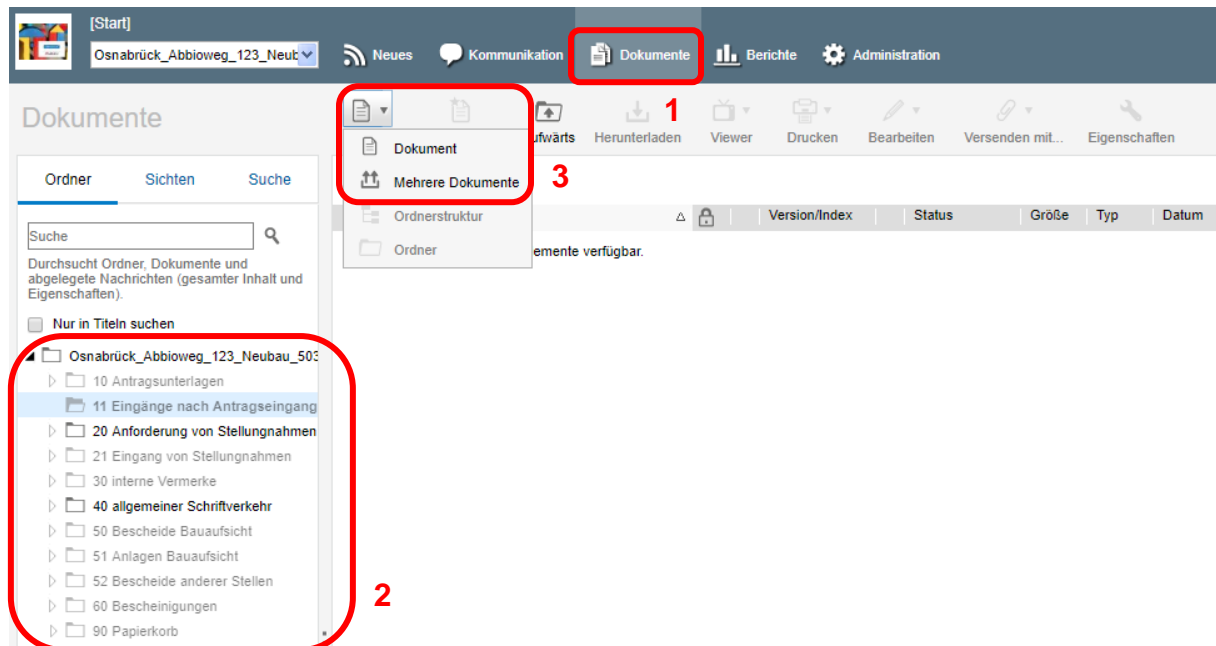 [Start]
Osnabrück_Abbioweg_123_Neub
Neues
Kommunikation
Dokumente
Berichte
Administration
Dokumente
ufwärts
Herunterladen
1
Viewer
Drucken
Bearbeiten
Versenden mit...
Eigenschaften
Dokument
Mehrere Dokumente
3
Ordnerstruktur
Ordner
Ordner
Sichten
Suche
Version/Index
Status
Größe
Typ
Datum
emente verfügbar.
Suche
Durchsucht Ordner, Dokumente und
abgelegte Nachrichten (gesamter Inhalt und
Eigenschaften).
Nur in Titeln suchen
Osnabrück_Abbioweg_123_Neubau_503
10 Antragsunterlagen
11 Eingänge nach Antragseingang
20 Anforderung von Stellungnahmen
21 Eingang von Stellungnahmen
30 interne Vermerke
40 allgemeiner Schriftverkehr
50 Bescheide Bauaufsicht
51 Anlagen Bauaufsicht
52 Bescheide anderer Stellen
60 Bescheinigungen
90 Papierkorb
2